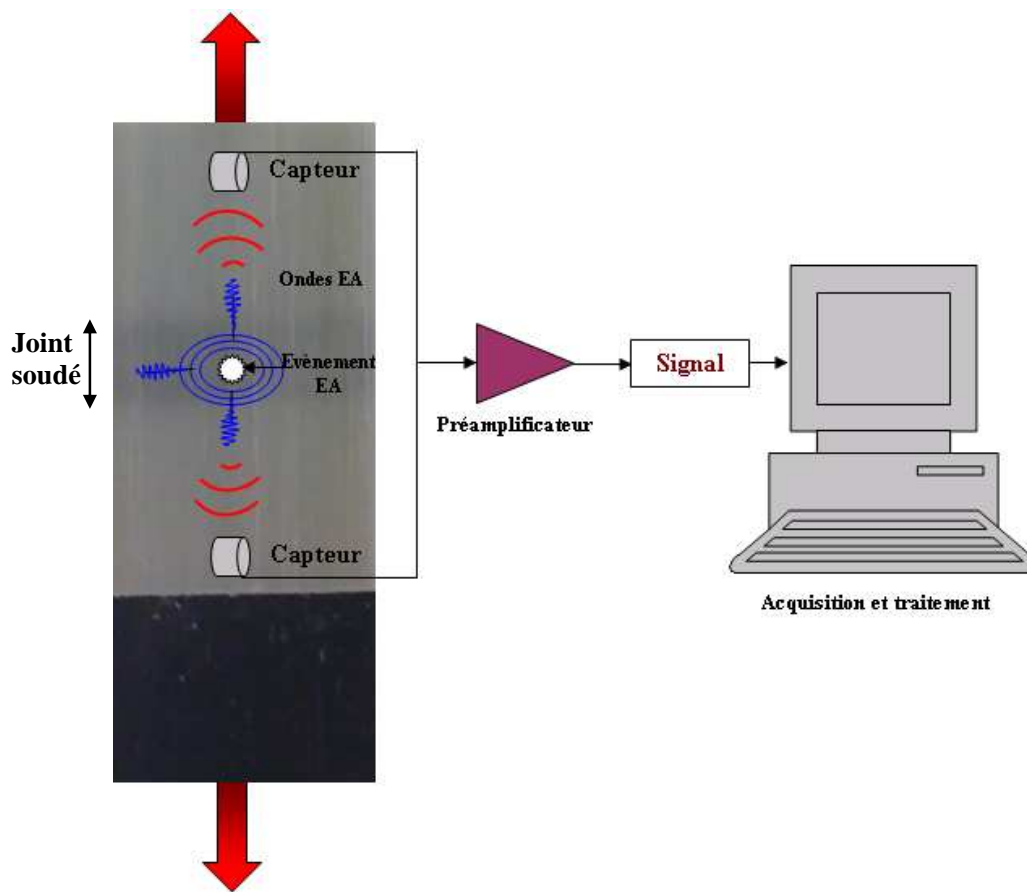 Capteur
Ondes EA
Joint
soudé
Evènement
EA
Signal
Préamplificateur
Capteur
Acquisition et traitement